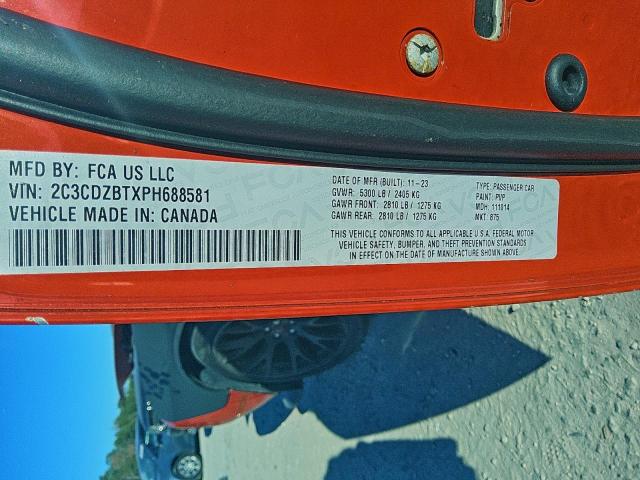 MFD BY: FCA US LLC
VIN: 2C3CDZBTXPH688581
VEHICLE MADE IN: CANADA
DATE OF MFR (BUILT): 11-23
GVWR: 5300 LB / 2405 KG
GAWR FRONT: 2810 LB / 1275 KG
GAWR REAR: 2810 LB / 1275 KG
TYPE: PASSENGER CAR
PAINT: PVP
MDH: 111014
MKT: 875
THIS VEHICLE CONFORMS TO ALL APPLICABLE U.S.A. FEDERAL MOTOR
VEHICLE SAFETY, BUMPER, AND THEFT PREVENTION STANDARDS
IN EFFECT ON THE DATE OF MANUFACTURE SHOWN ABOVE.